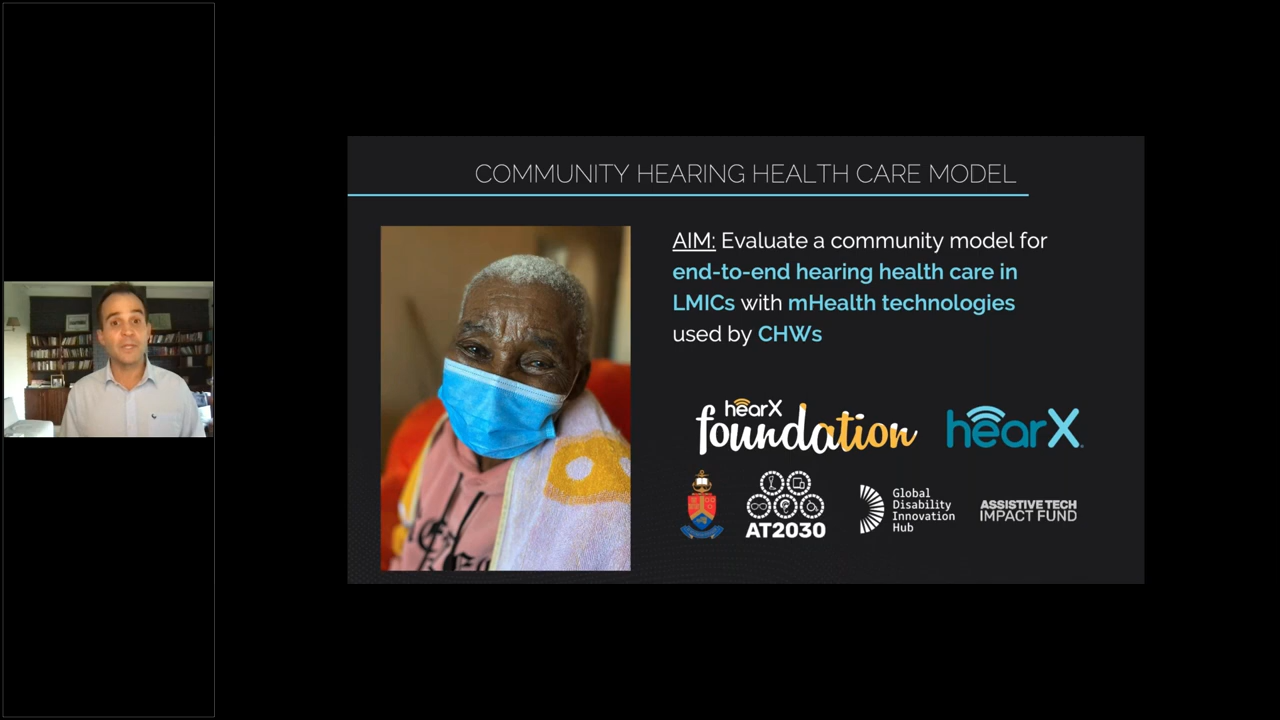 COMMUNITY HEARING HEALTH CARE MODEL
AIM: Evaluate a community model for
end-to-end hearing health care in
LMICs with mHealth technologies
used by CHWs
hearX
foundation
hearX
AT2030
Global
Disability
Innovation
Hub
ASSISTIVE TECH
IMPACT FUND